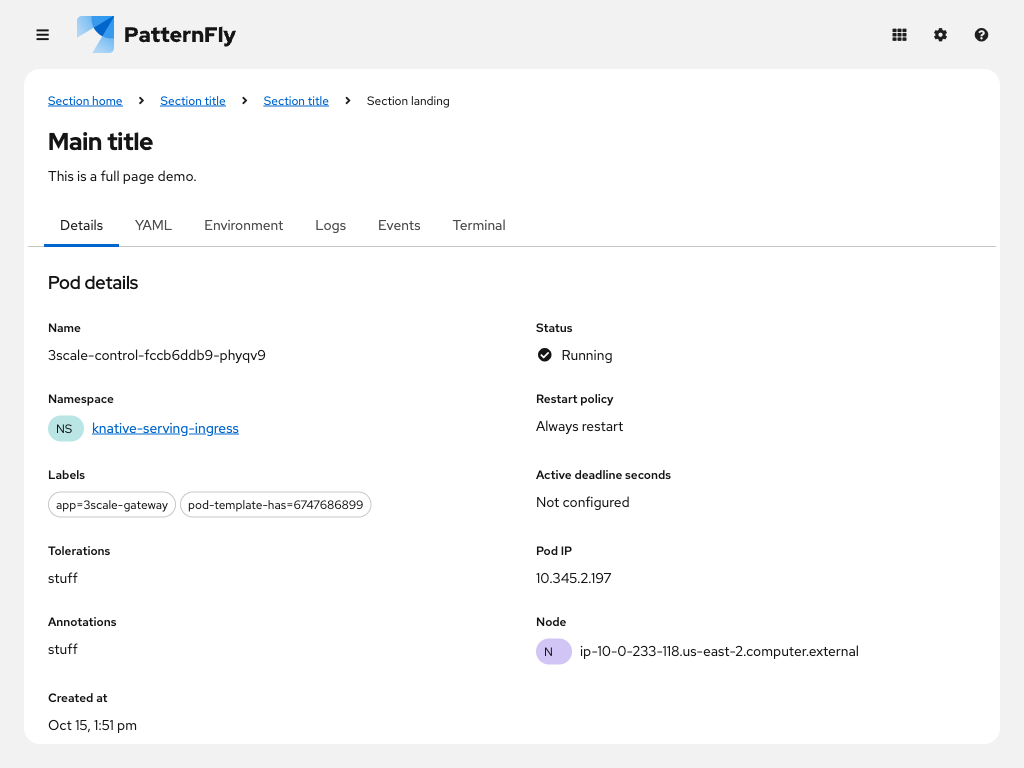 PatternFly
Section home Section title Section title Section landing
Main title
This is a full page demo.
Details YAML Environment Logs Events Terminal
Pod details
Name
3scale-control-fccb6ddb9-phyqv9
Status
Running
Namespace
NS knative-serving-ingress
Restart policy
Always restart
Labels
app=3scale-gateway pod-template-has=6747686899
Active deadline seconds
Not configured
Tolerations
stuff
Pod IP
10.345.2.197
Annotations
stuff
Node
N ip-10-0-233-118.us-east-2.computer.external
Created at
Oct 15, 1:51 pm